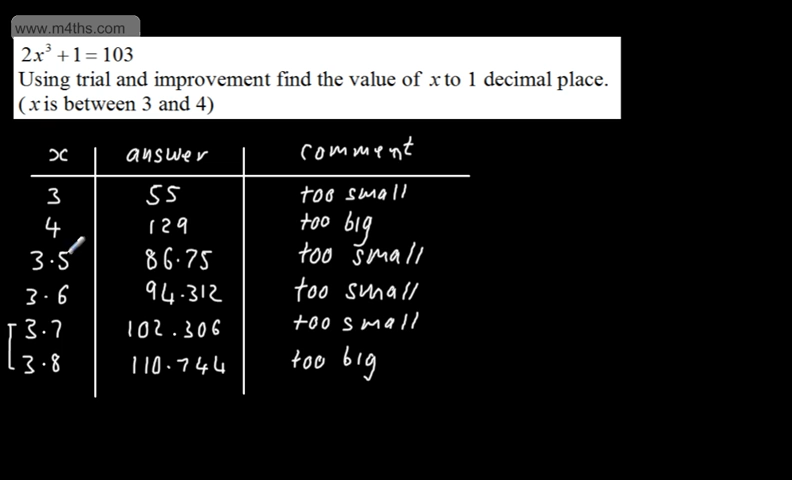 www.m4ths.com
2x³ + 1 = 103
Using trial and improvement find the value of x to 1 decimal place.
(x is between 3 and 4)
x answer comment
3 55 too small
4 129 too big
3.5 86.75 too small
3.6 94.312 too small
3.7 102.306 too small
3.8 110.744 too big